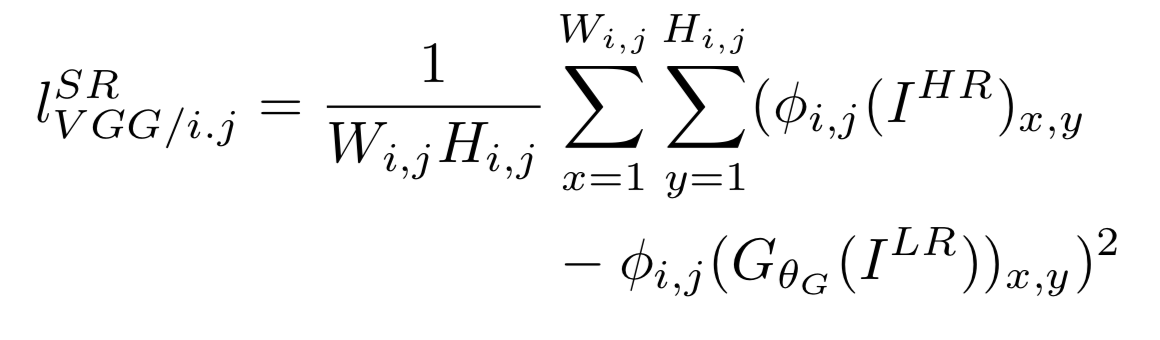 l^{SR}_{VGG/i.j} = \frac{1}{W_{i,j}H_{i,j}} \sum_{x=1}^{W_{i,j}} \sum_{y=1}^{H_{i,j}} (\phi_{i,j}(I^{HR})_{x,y}
- \phi_{i,j}(G_{\theta_G}(I^{LR}))_{x,y})^2